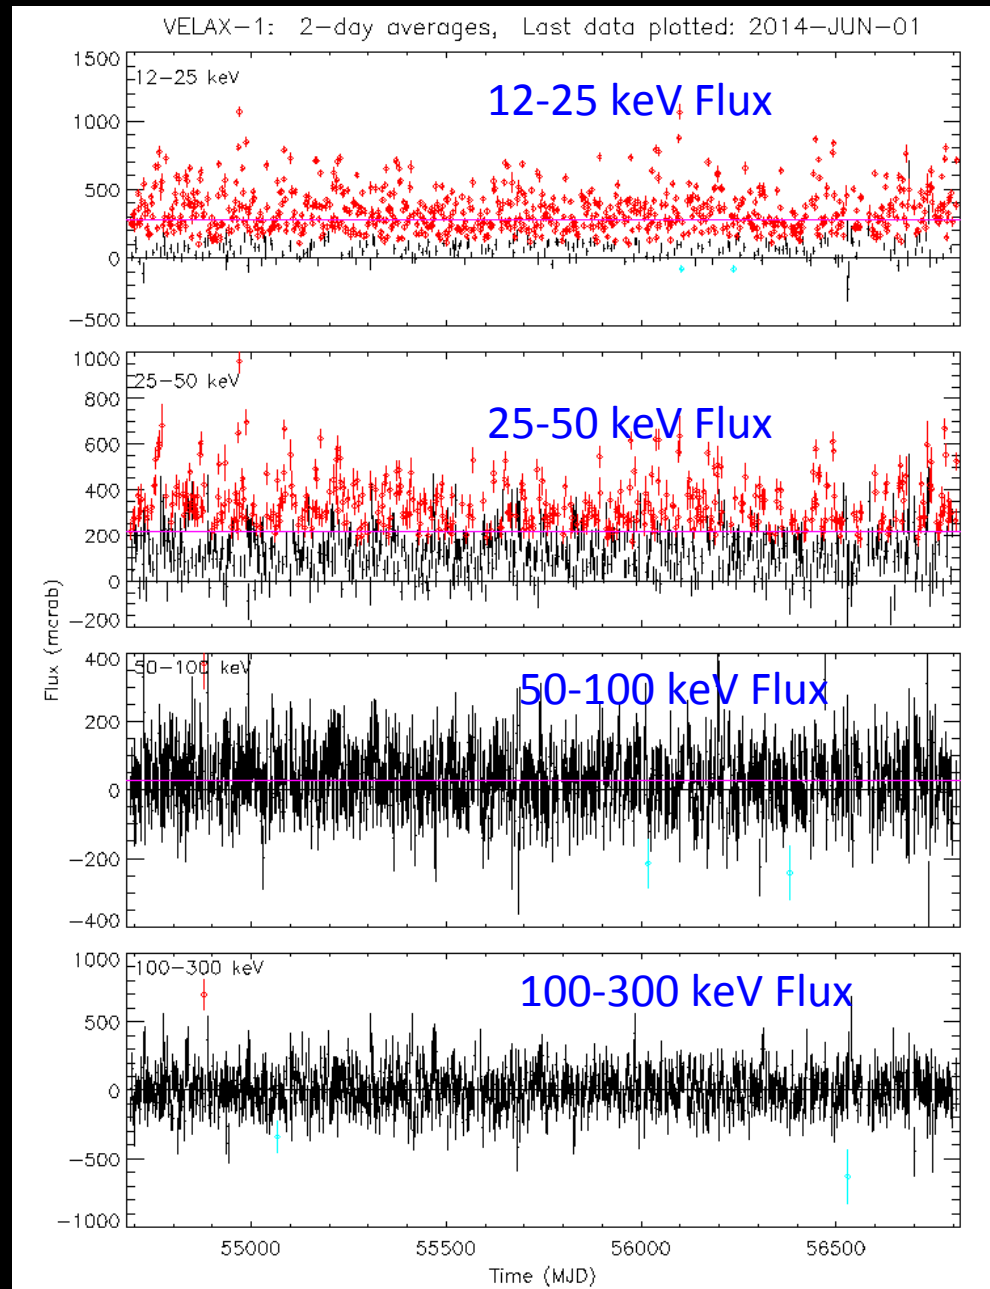 VELAX-1: 2-day averages, Last data plotted: 2014-JUN-01
1500
12-25 keV
12-25 keV Flux
1000
500
0
-500
1000
25-50 keV
25-50 keV Flux
800
600
400
200
0
-200
Flux (mcrab)
400
50-100 keV
50-100 keV Flux
200
0
-200
-400
1000
100-300 keV
100-300 keV Flux
500
0
-500
-1000
55000 55500 56000 56500
Time (MJD)